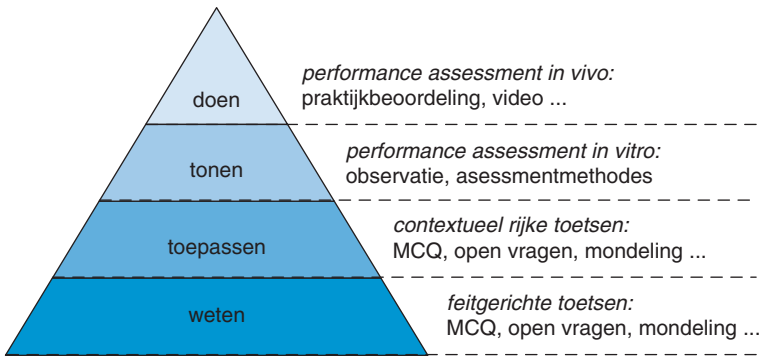 doen
performance assessment in vivo:
praktijkbeoordeling, video ...
tonen
performance assessment in vitro:
observatie, asessmentmethodes
toepassen
contextueel rijke toetsen:
MCQ, open vragen, mondeling ...
weten
feitgerichte toetsen:
MCQ, open vragen, mondeling ...